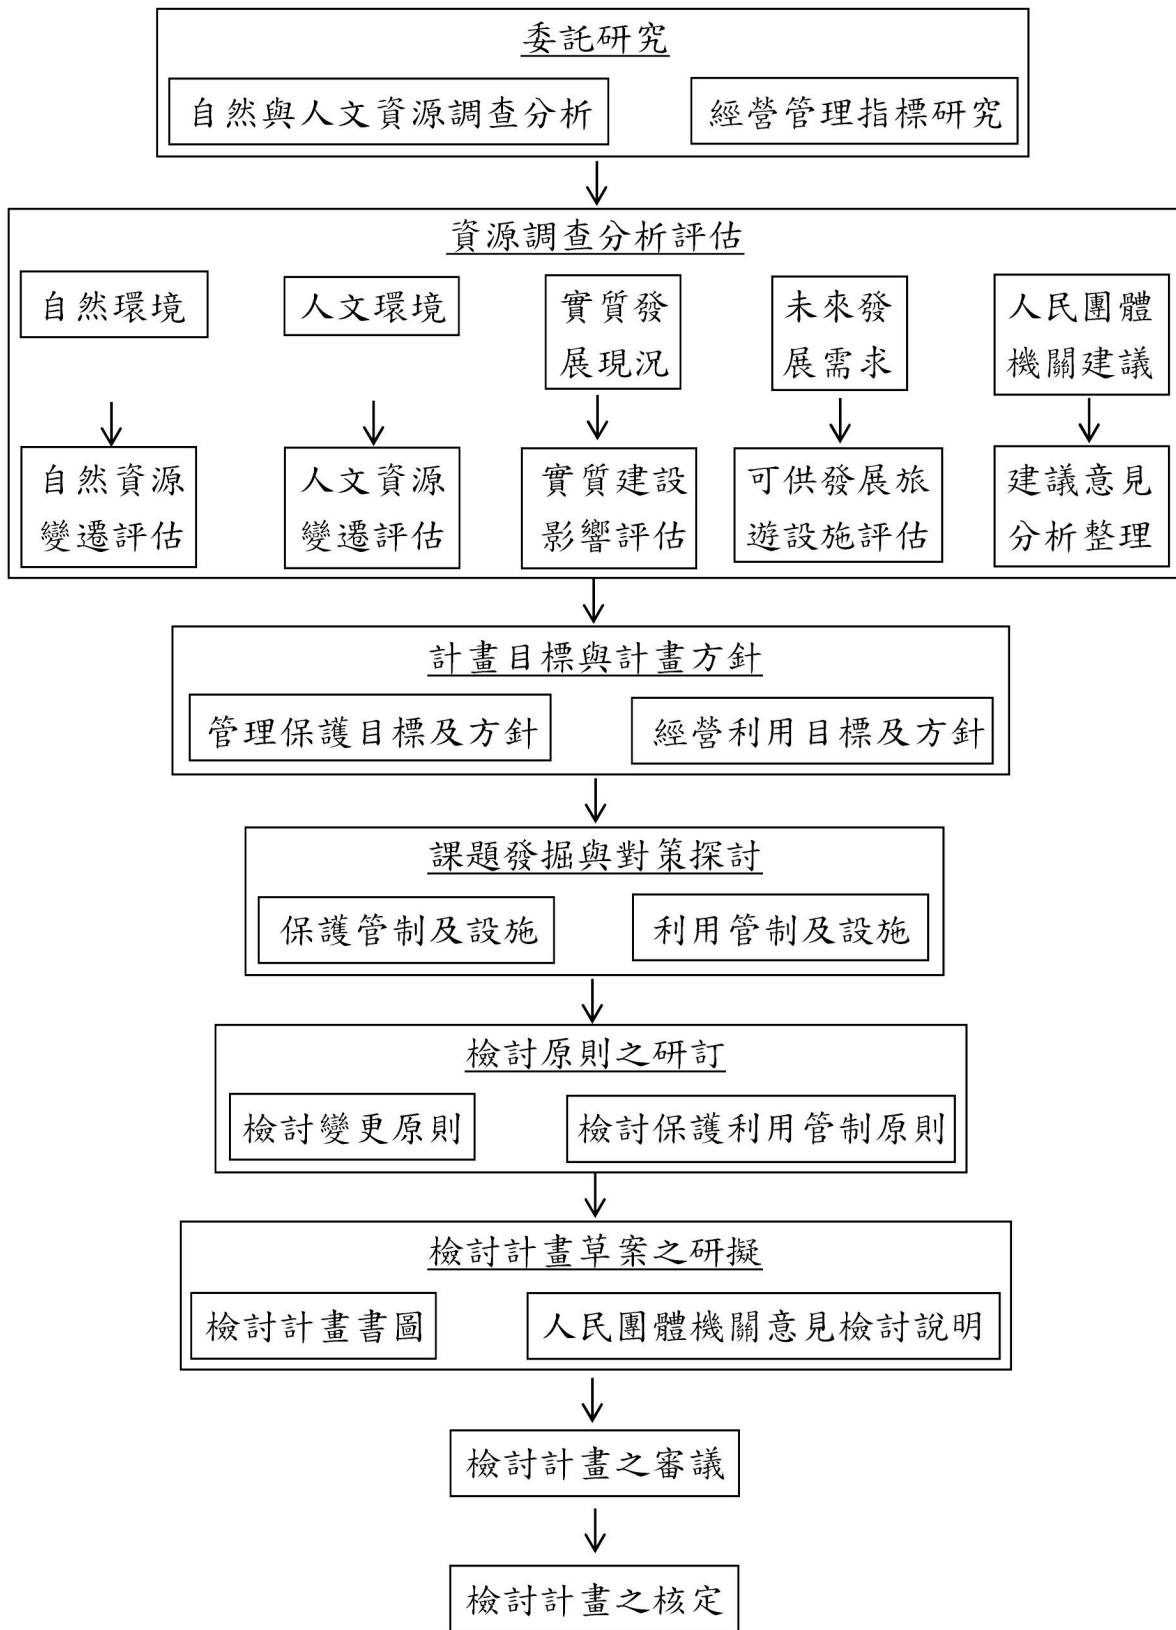 委託研究
自然與人文資源調查分析
經營管理指標研究
資源調查分析評估
自然環境
人文環境
實質發
展現況
未來發
展需求
人民團體
機關建議
自然資源
變遷評估
人文資源
變遷評估
實質建設
影響評估
可供發展旅
遊設施評估
建議意見
分析整理
計畫目標與計畫方針
管理保護目標及方針
經營利用目標及方針
課題發掘與對策探討
保護管制及設施
利用管制及設施
檢討原則之研訂
檢討變更原則
檢討保護利用管制原則
檢討計畫草案之研擬
檢討計畫書圖
人民團體機關意見檢討說明
檢討計畫之審議
檢討計畫之核定